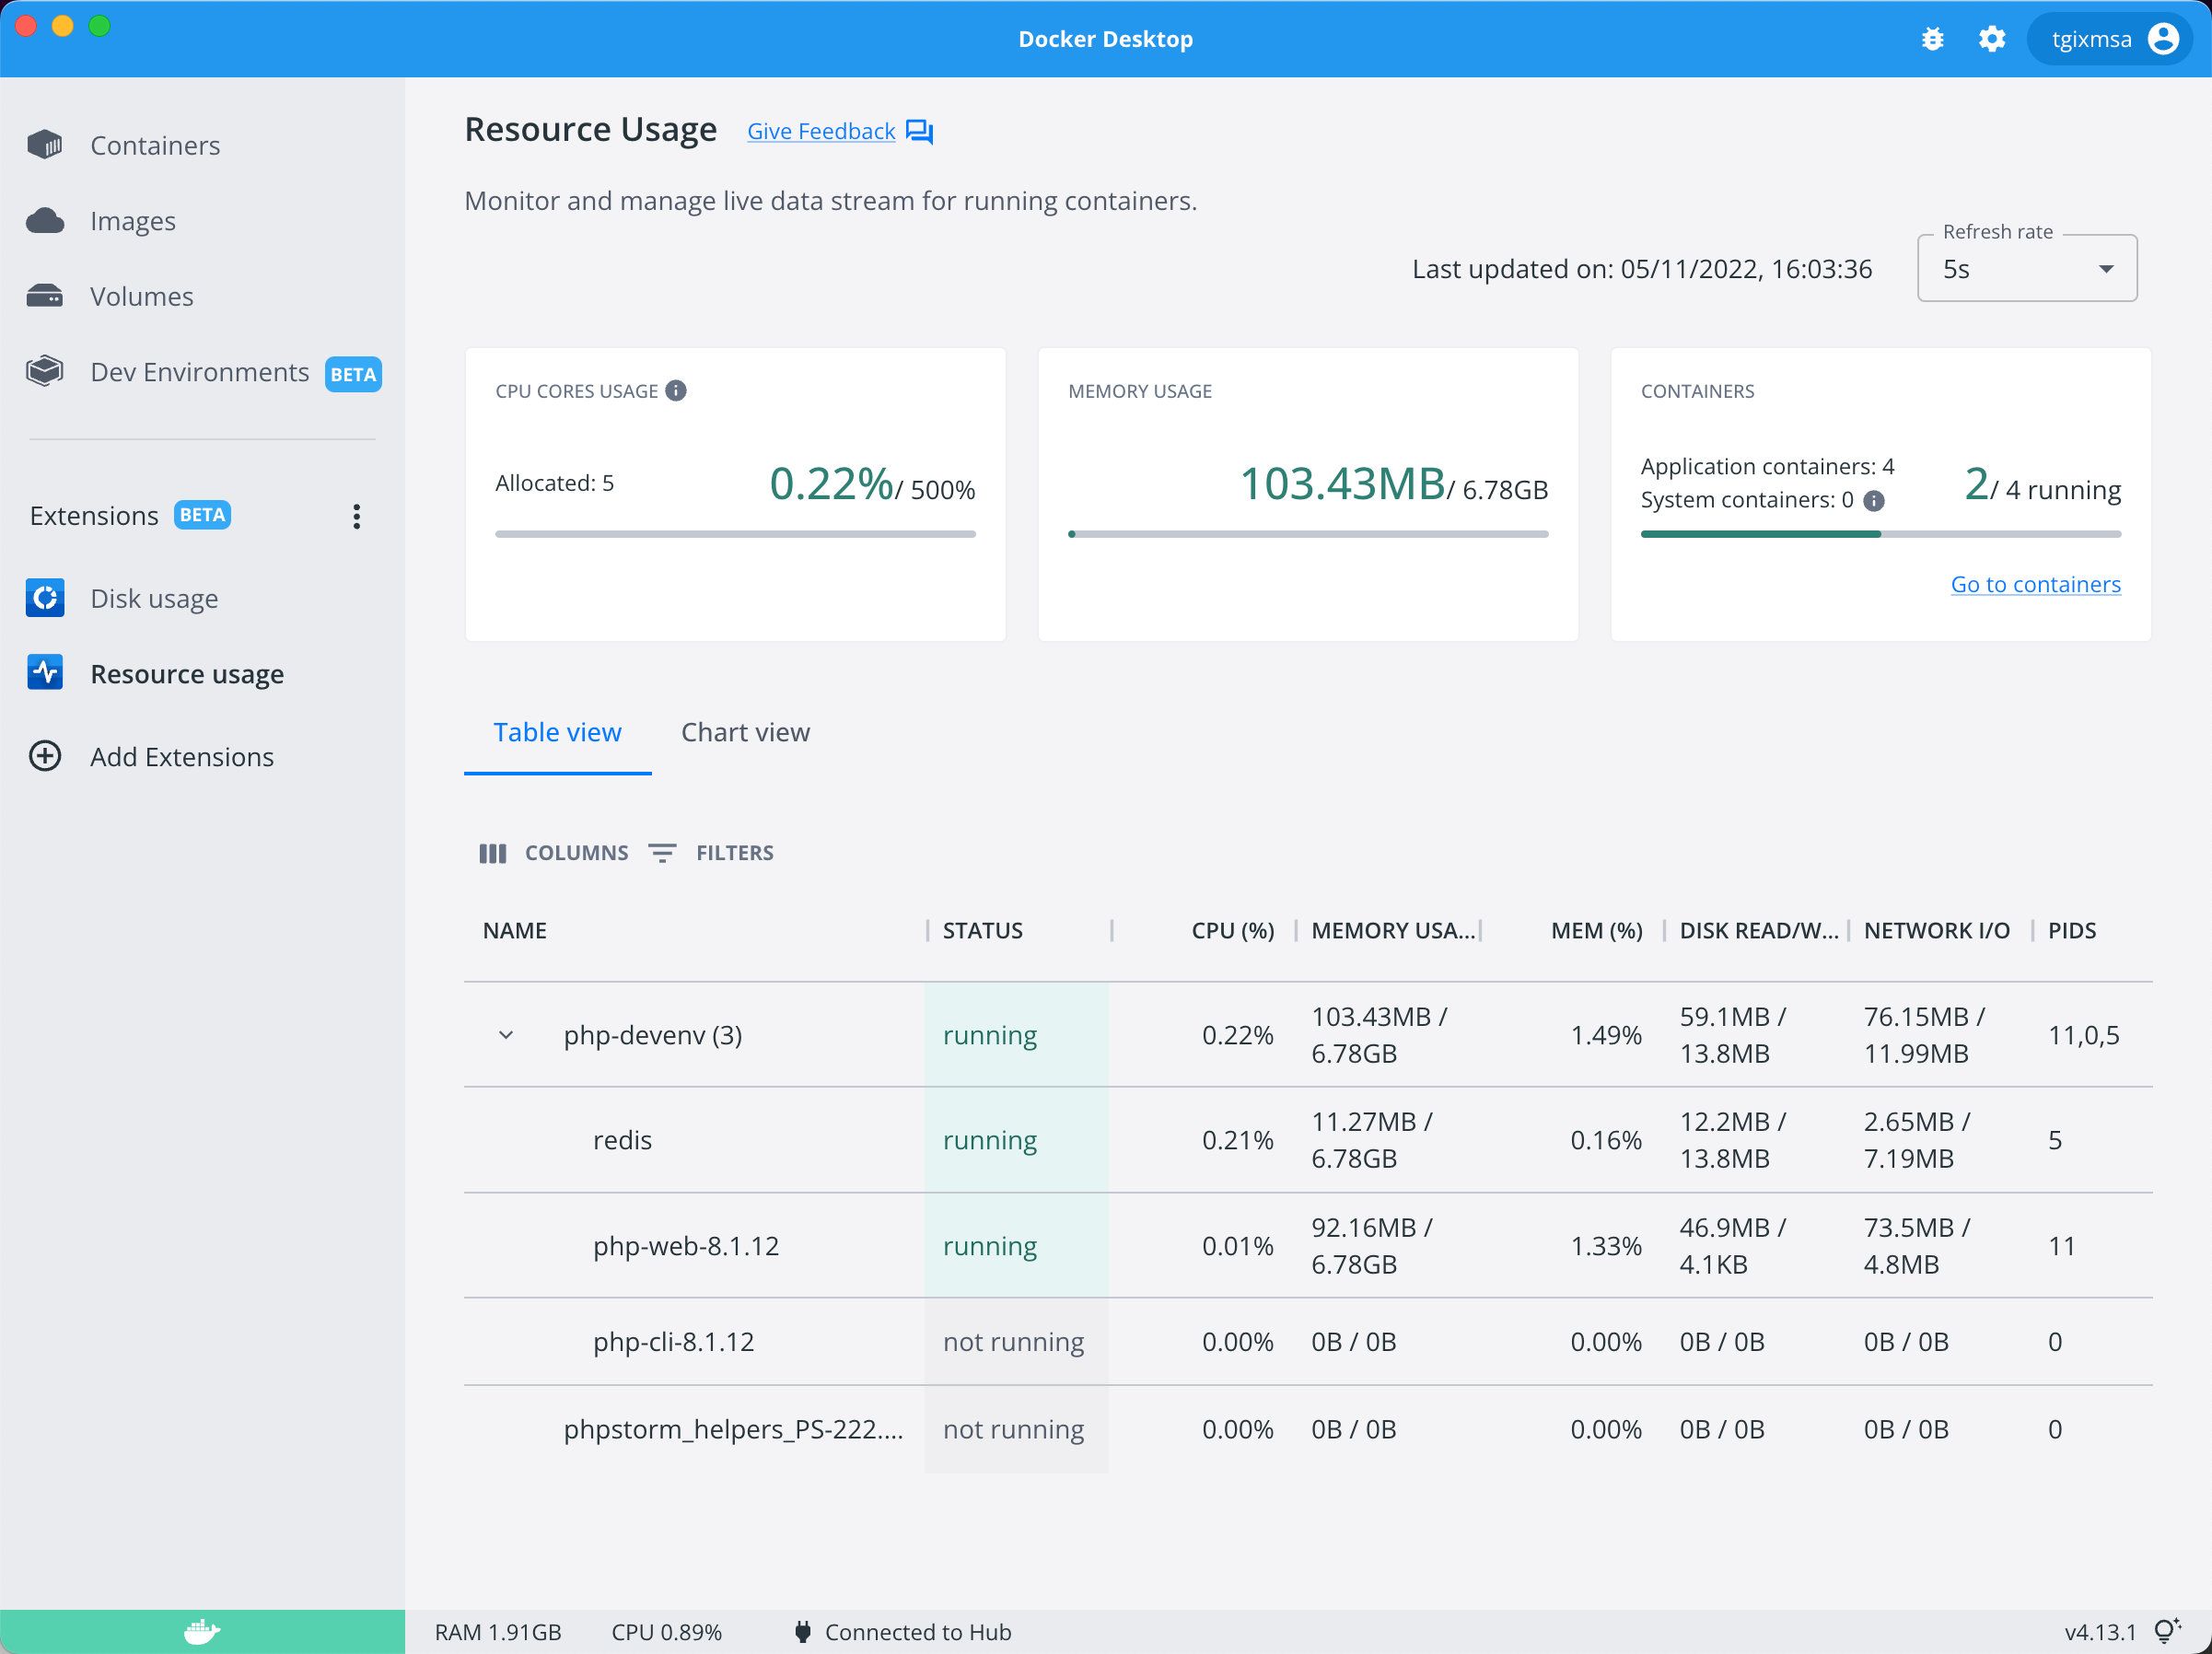 Docker Desktop
tgixmsa
Containers
Images
Volumes
Dev Environments BETA
Extensions BETA
Disk usage
Resource usage
Add Extensions
Resource Usage Give Feedback
Monitor and manage live data stream for running containers.
Refresh rate
Last updated on: 05/11/2022, 16:03:36 5s
CPU CORES USAGE
Allocated: 5 0.22%/ 500%
MEMORY USAGE
103.43MB/ 6.78GB
CONTAINERS
Application containers: 4
System containers: 0
2/ 4 running
Go to containers
Table view Chart view
COLUMNS FILTERS
NAME STATUS CPU (%) MEMORY USA... MEM (%) DISK READ/W... NETWORK I/O PIDS
php-devenv (3) running 0.22% 103.43MB / 6.78GB 1.49% 59.1MB / 13.8MB 76.15MB / 11.99MB 11,0,5
redis running 0.21% 11.27MB / 6.78GB 0.16% 12.2MB / 13.8MB 2.65MB / 7.19MB 5
php-web-8.1.12 running 0.01% 92.16MB / 6.78GB 1.33% 46.9MB / 4.1KB 73.5MB / 4.8MB 11
php-cli-8.1.12 not running 0.00% 0B / 0B 0.00% 0B / 0B 0B / 0B 0
phpstorm_helpers_PS-222.... not running 0.00% 0B / 0B 0.00% 0B / 0B 0B / 0B 0
RAM 1.91GB CPU 0.89% Connected to Hub v4.13.1